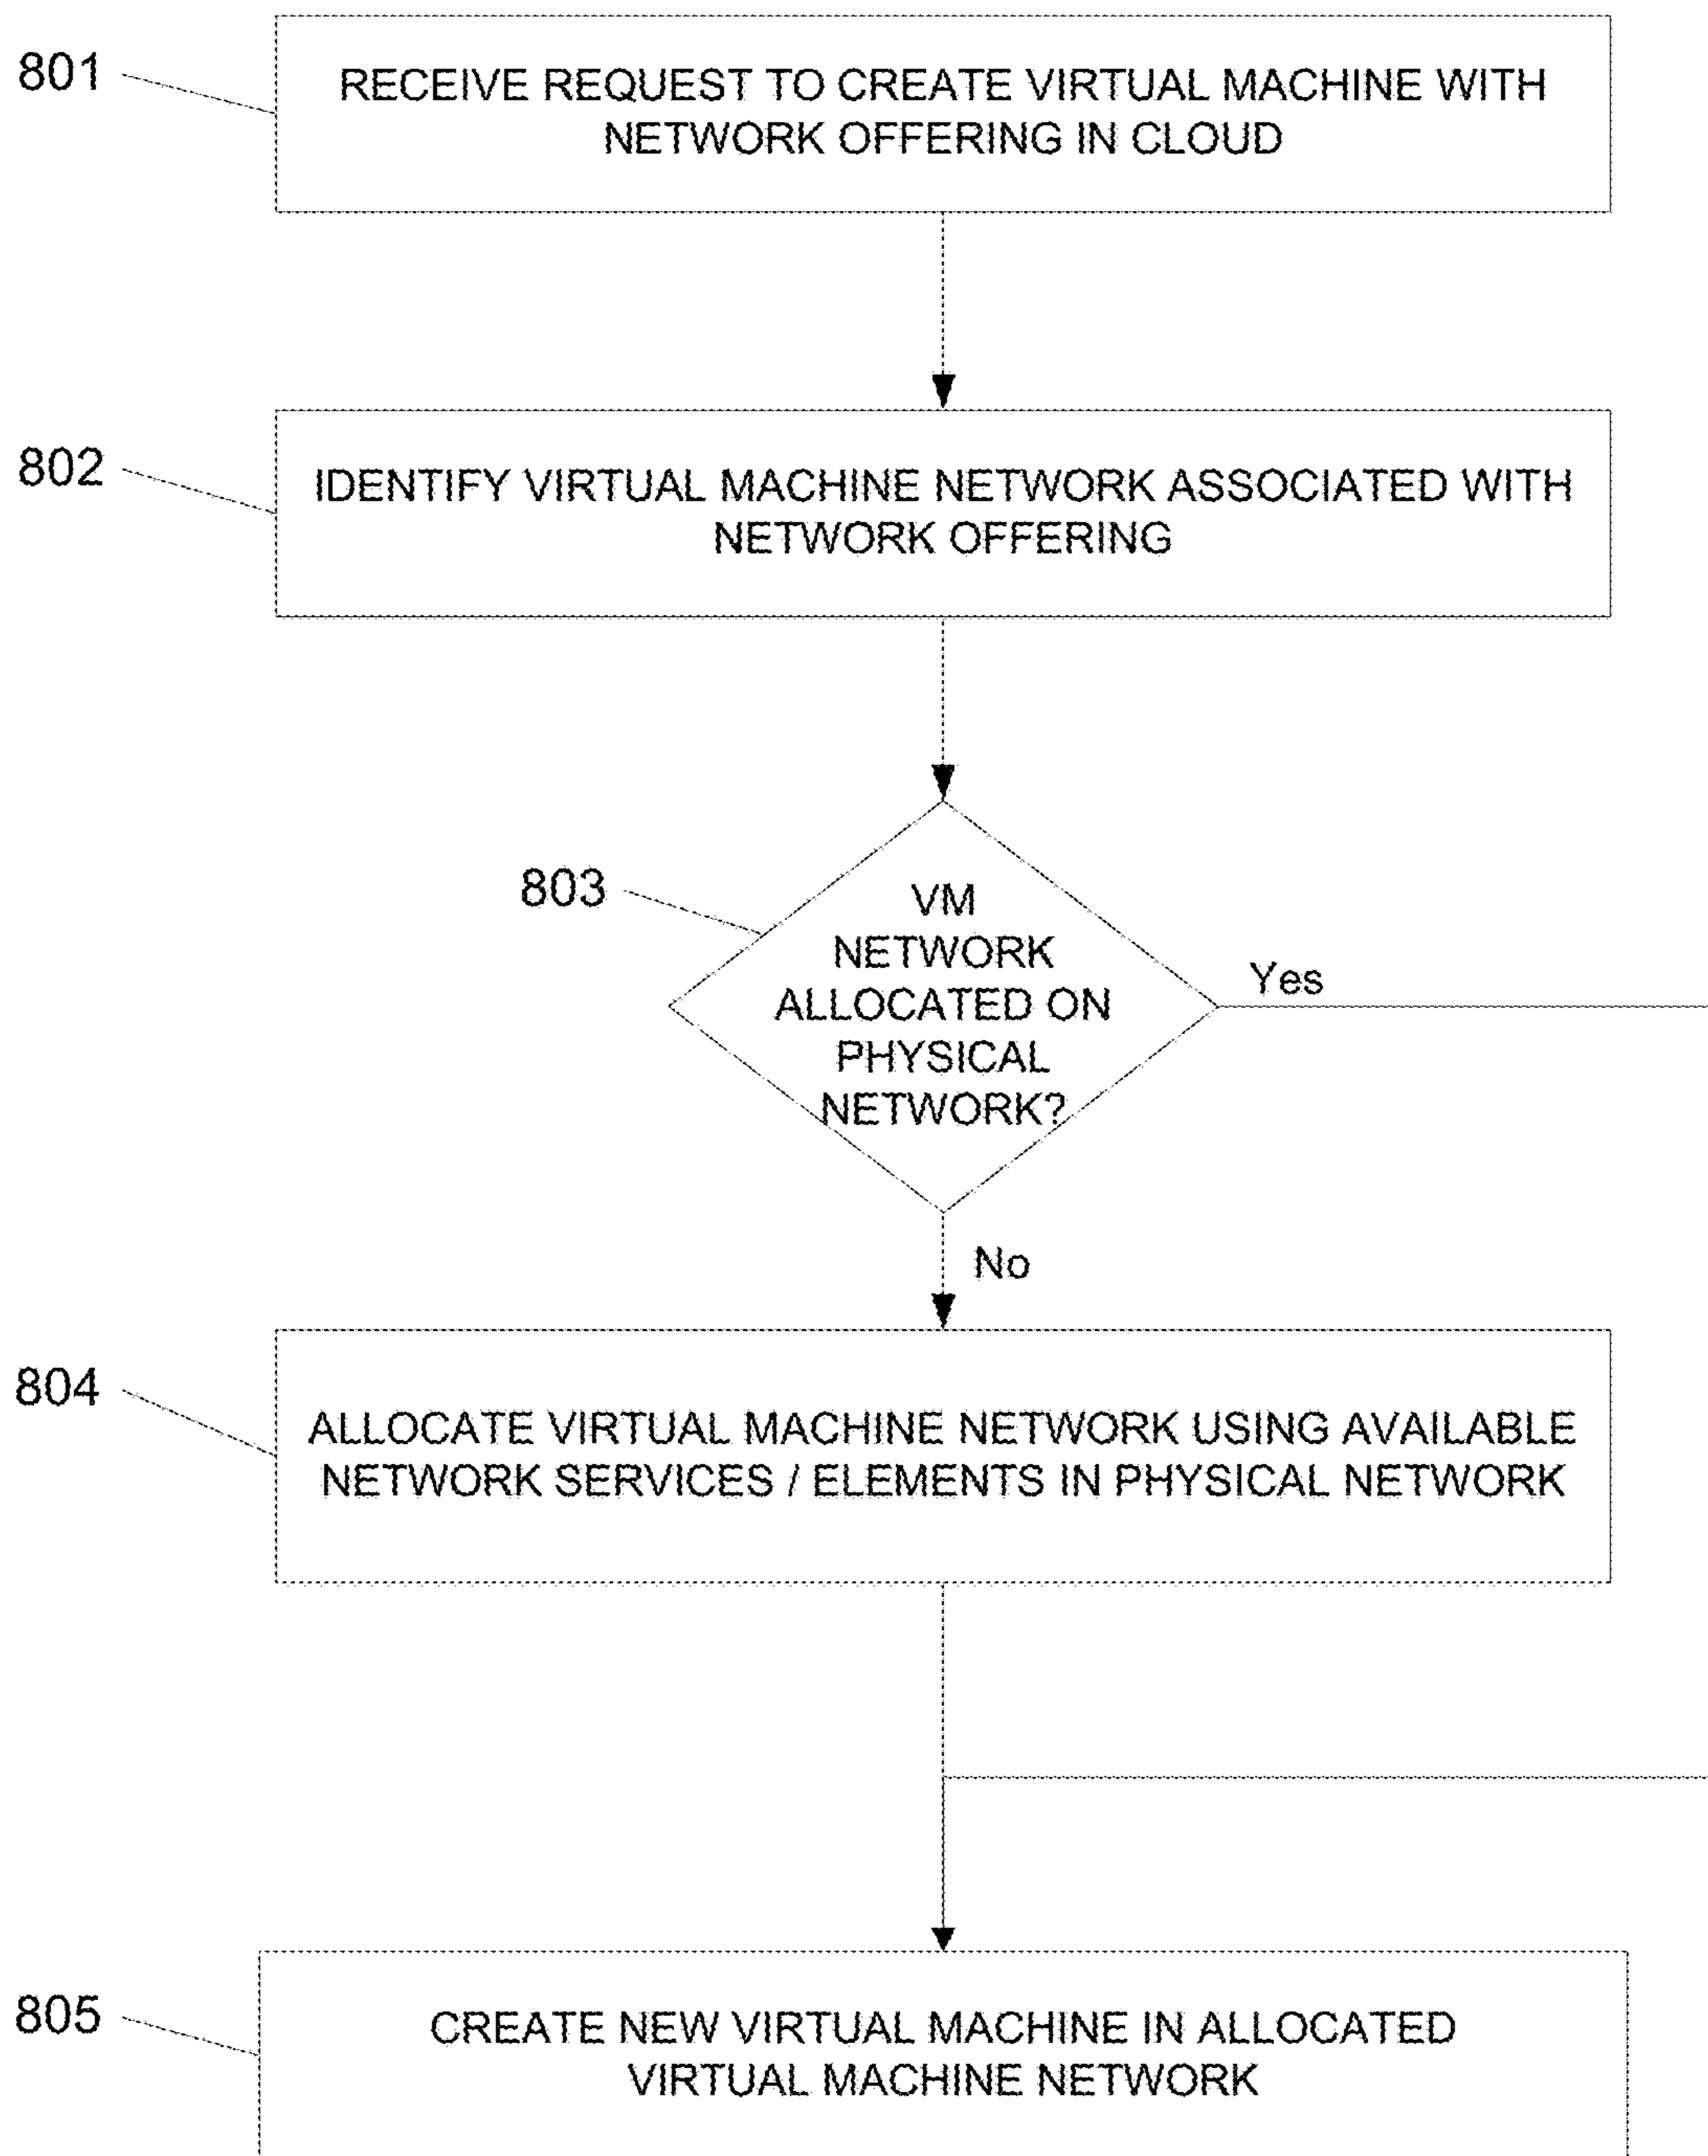 801
RECEIVE REQUEST TO CREATE VIRTUAL MACHINE WITH
NETWORK OFFERING IN CLOUD
802
IDENTIFY VIRTUAL MACHINE NETWORK ASSOCIATED WITH
NETWORK OFFERING
803
VM
NETWORK
ALLOCATED ON
PHYSICAL
NETWORK?
Yes
No
804
ALLOCATE VIRTUAL MACHINE NETWORK USING AVAILABLE
NETWORK SERVICES / ELEMENTS IN PHYSICAL NETWORK
805
CREATE NEW VIRTUAL MACHINE IN ALLOCATED
VIRTUAL MACHINE NETWORK